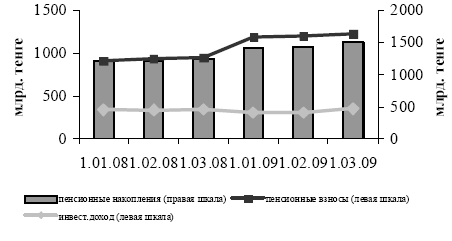 млрд. тенге
1500
1000
500
0
2000
1500
1000
500
0
млрд. тенге
1.01.08 1.02.08 1.03.08 1.01.09 1.02.09 1.03.09
пенсионные накопления (правая шкала) пенсионные взносы (левая шкала)
инвест.доход (левая шкала)